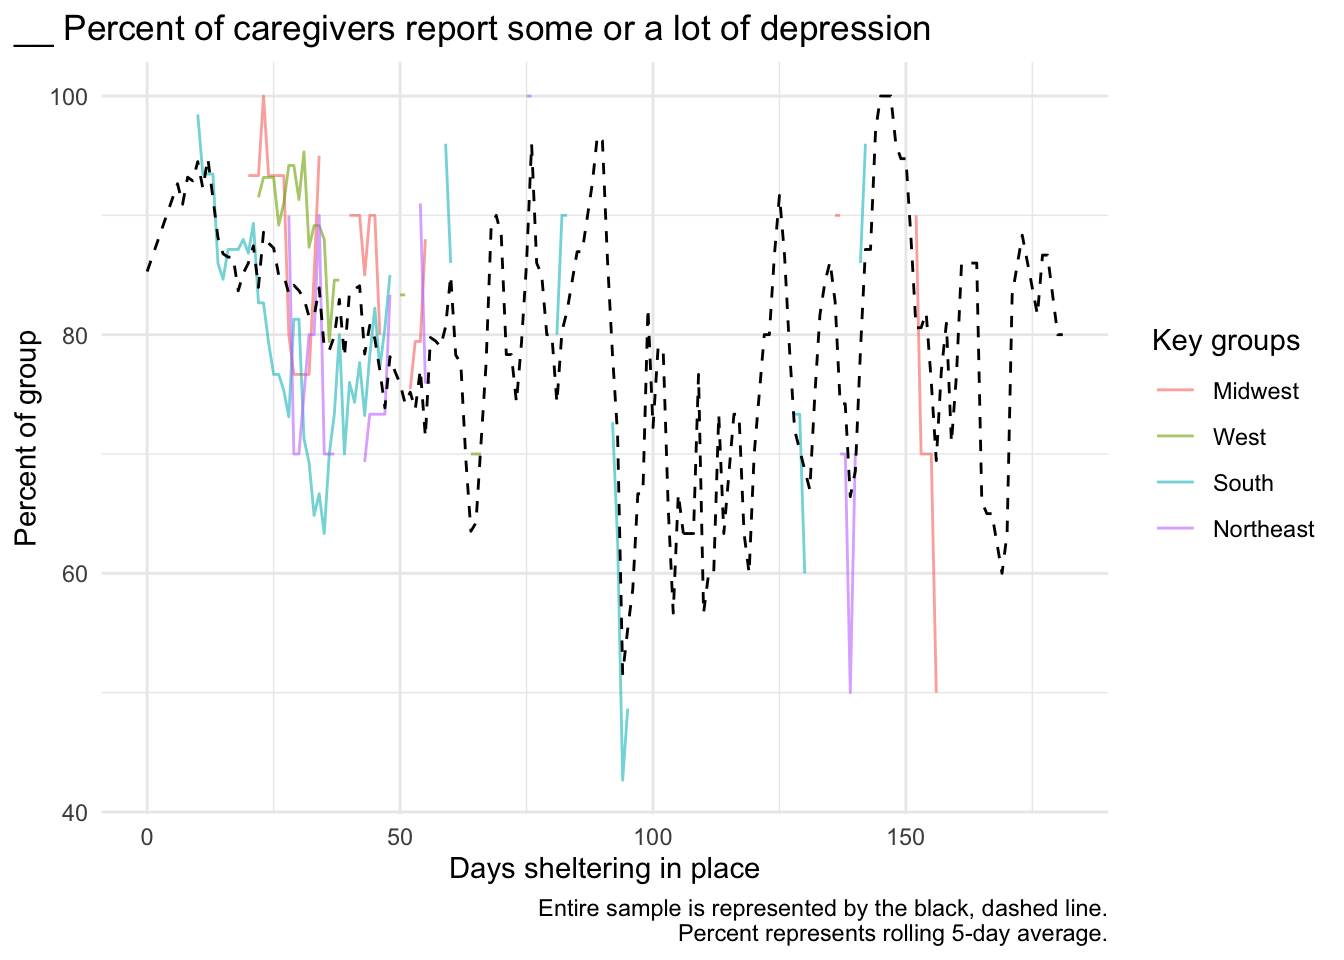 __ Percent of caregivers report some or a lot of depression
Percent of group
100
80
60
40
0
50
100
150
Days sheltering in place
Key groups
Midwest
West
South
Northeast
Entire sample is represented by the black, dashed line.
Percent represents rolling 5-day average.